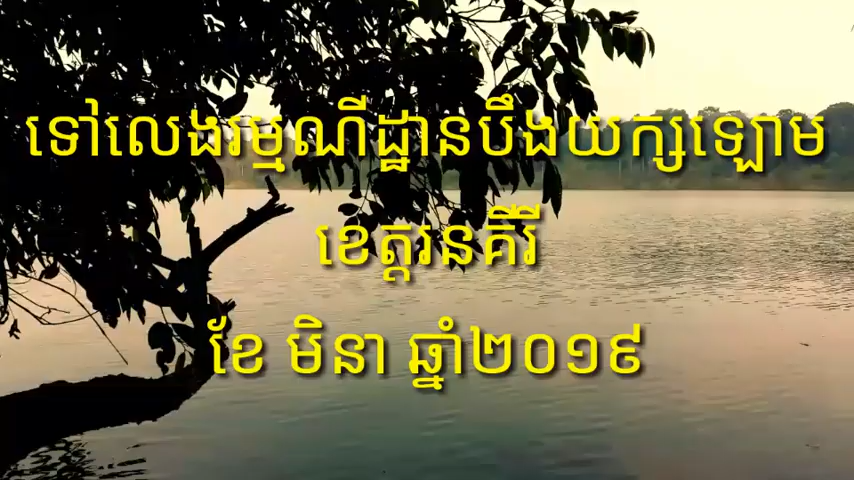 ទៅលេងរម្មណីដ្ឋានបឹងយក្សឡោម
ខេត្តរនគីរី
ខែ មិនា ឆ្នាំ២០១៩